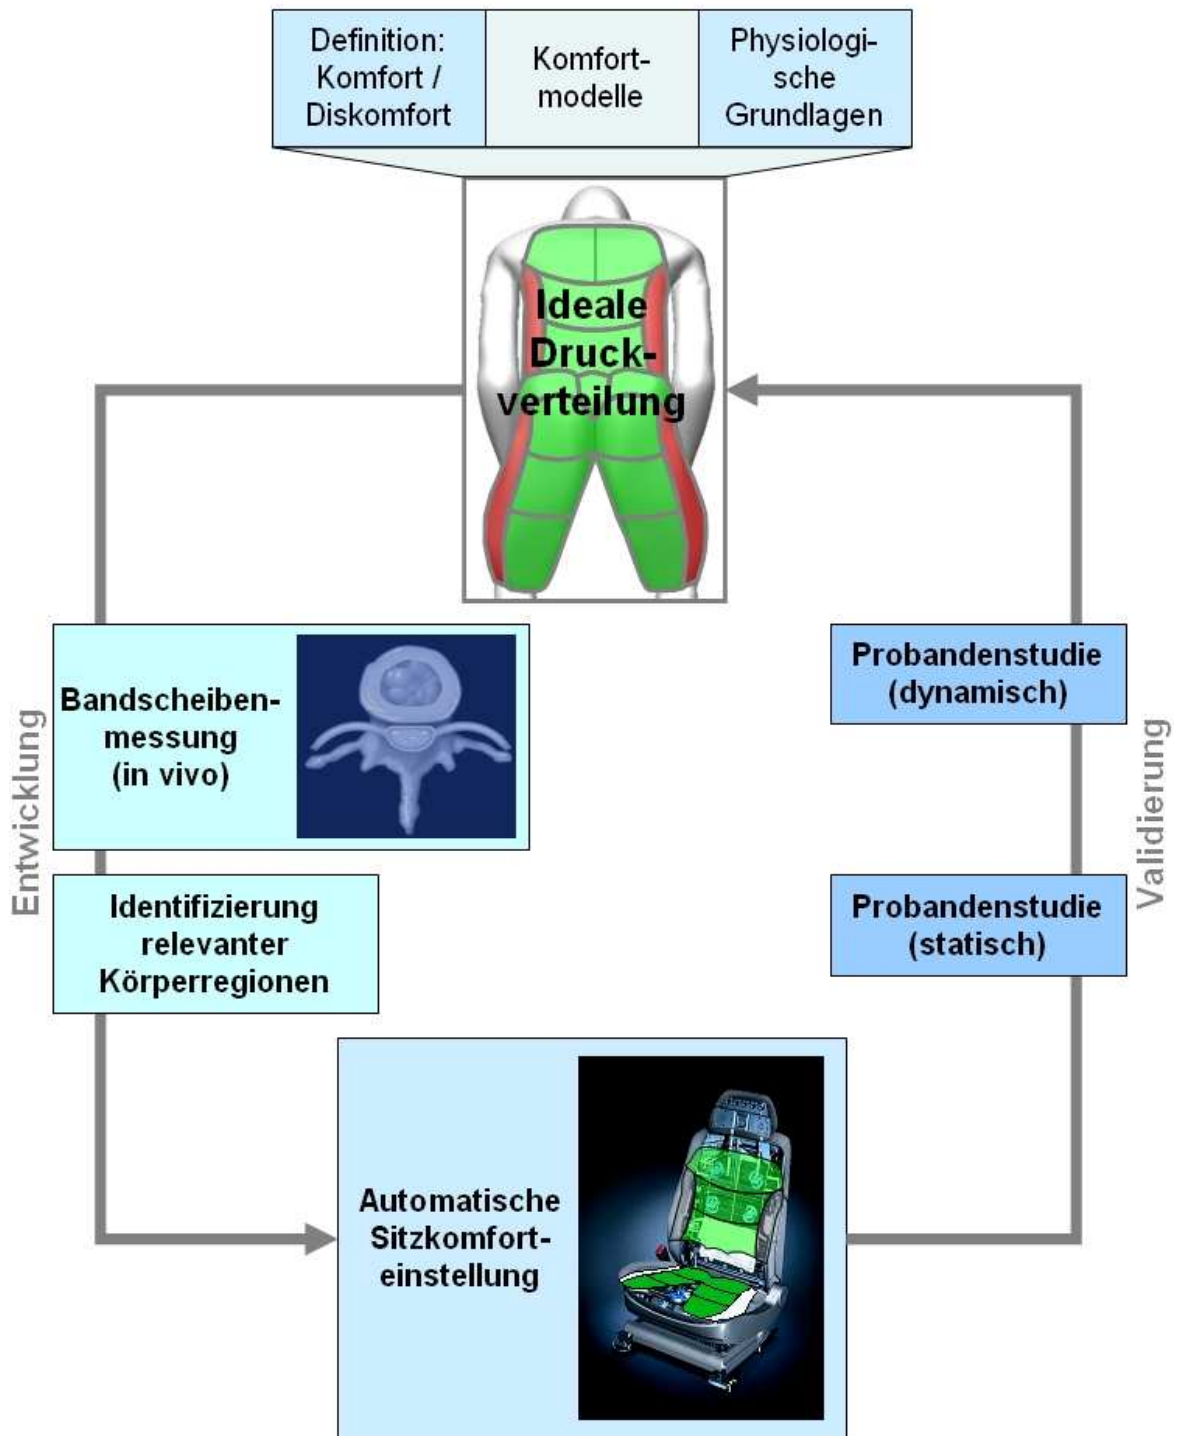 Definition:
Komfort /
Diskomfort
Komfort-
modelle
Physiologi-
sche
Grundlagen
Ideale
Druck-
verteilung
Entwicklung
Bandscheiben-
messung
(in vivo)
Identifizierung
relevanter
Körperregionen
Automatische
Sitzkomfort-
einstellung
Probandenstudie
(dynamisch)
Probandenstudie
(statisch)
Validierung